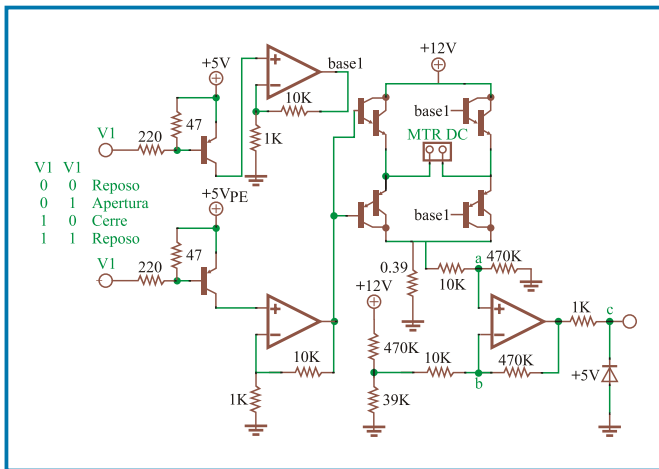 +5V
base1
+12V
10K
47
base1
base1
V1
220
1K
MTR DC
V1 V1
0 0 Reposo
0 1 Apertura
1 0 Cerre
1 1 Reposo
+5VPE
base1
V1
47
220
0.39
+12V
a
470K
10K
1K
c
470K
10K
470K
10K
b
+5V
1K
39K